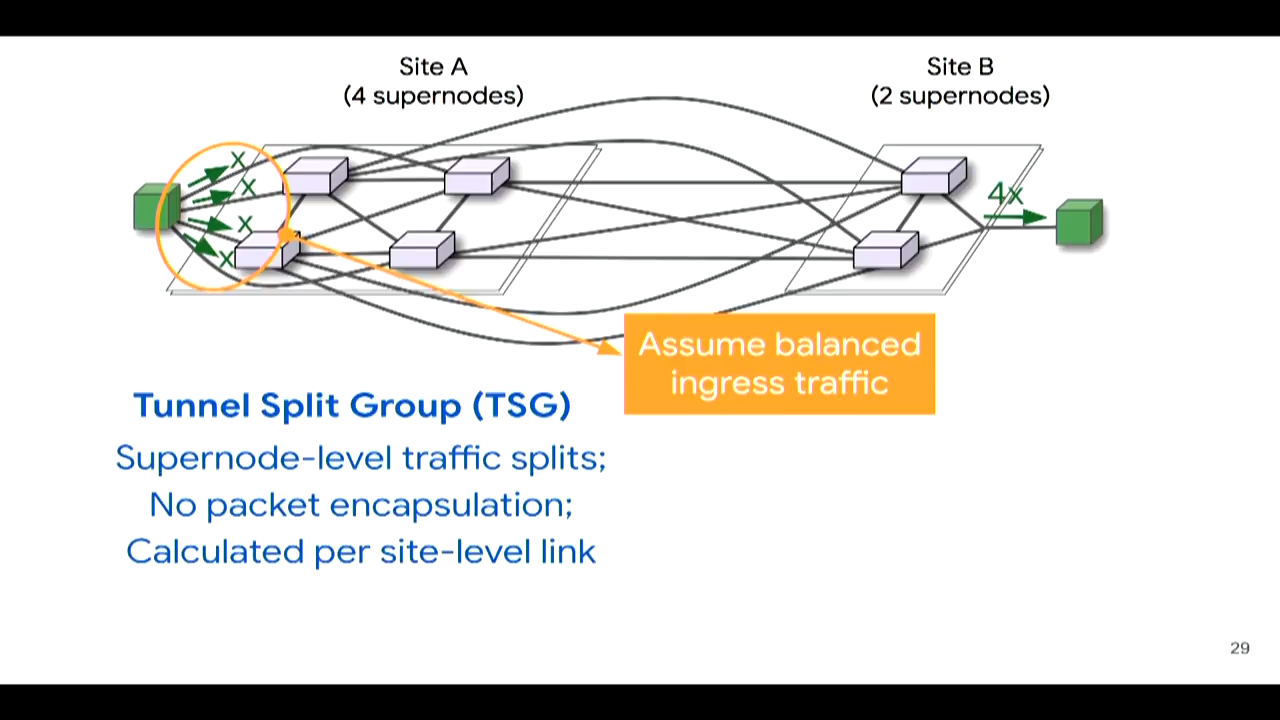 Site A
(4 supernodes)
Site B
(2 supernodes)
x
x
x
x
4x
Assume balanced
ingress traffic
Tunnel Split Group (TSG)
Supernode-level traffic splits;
No packet encapsulation;
Calculated per site-level link
29